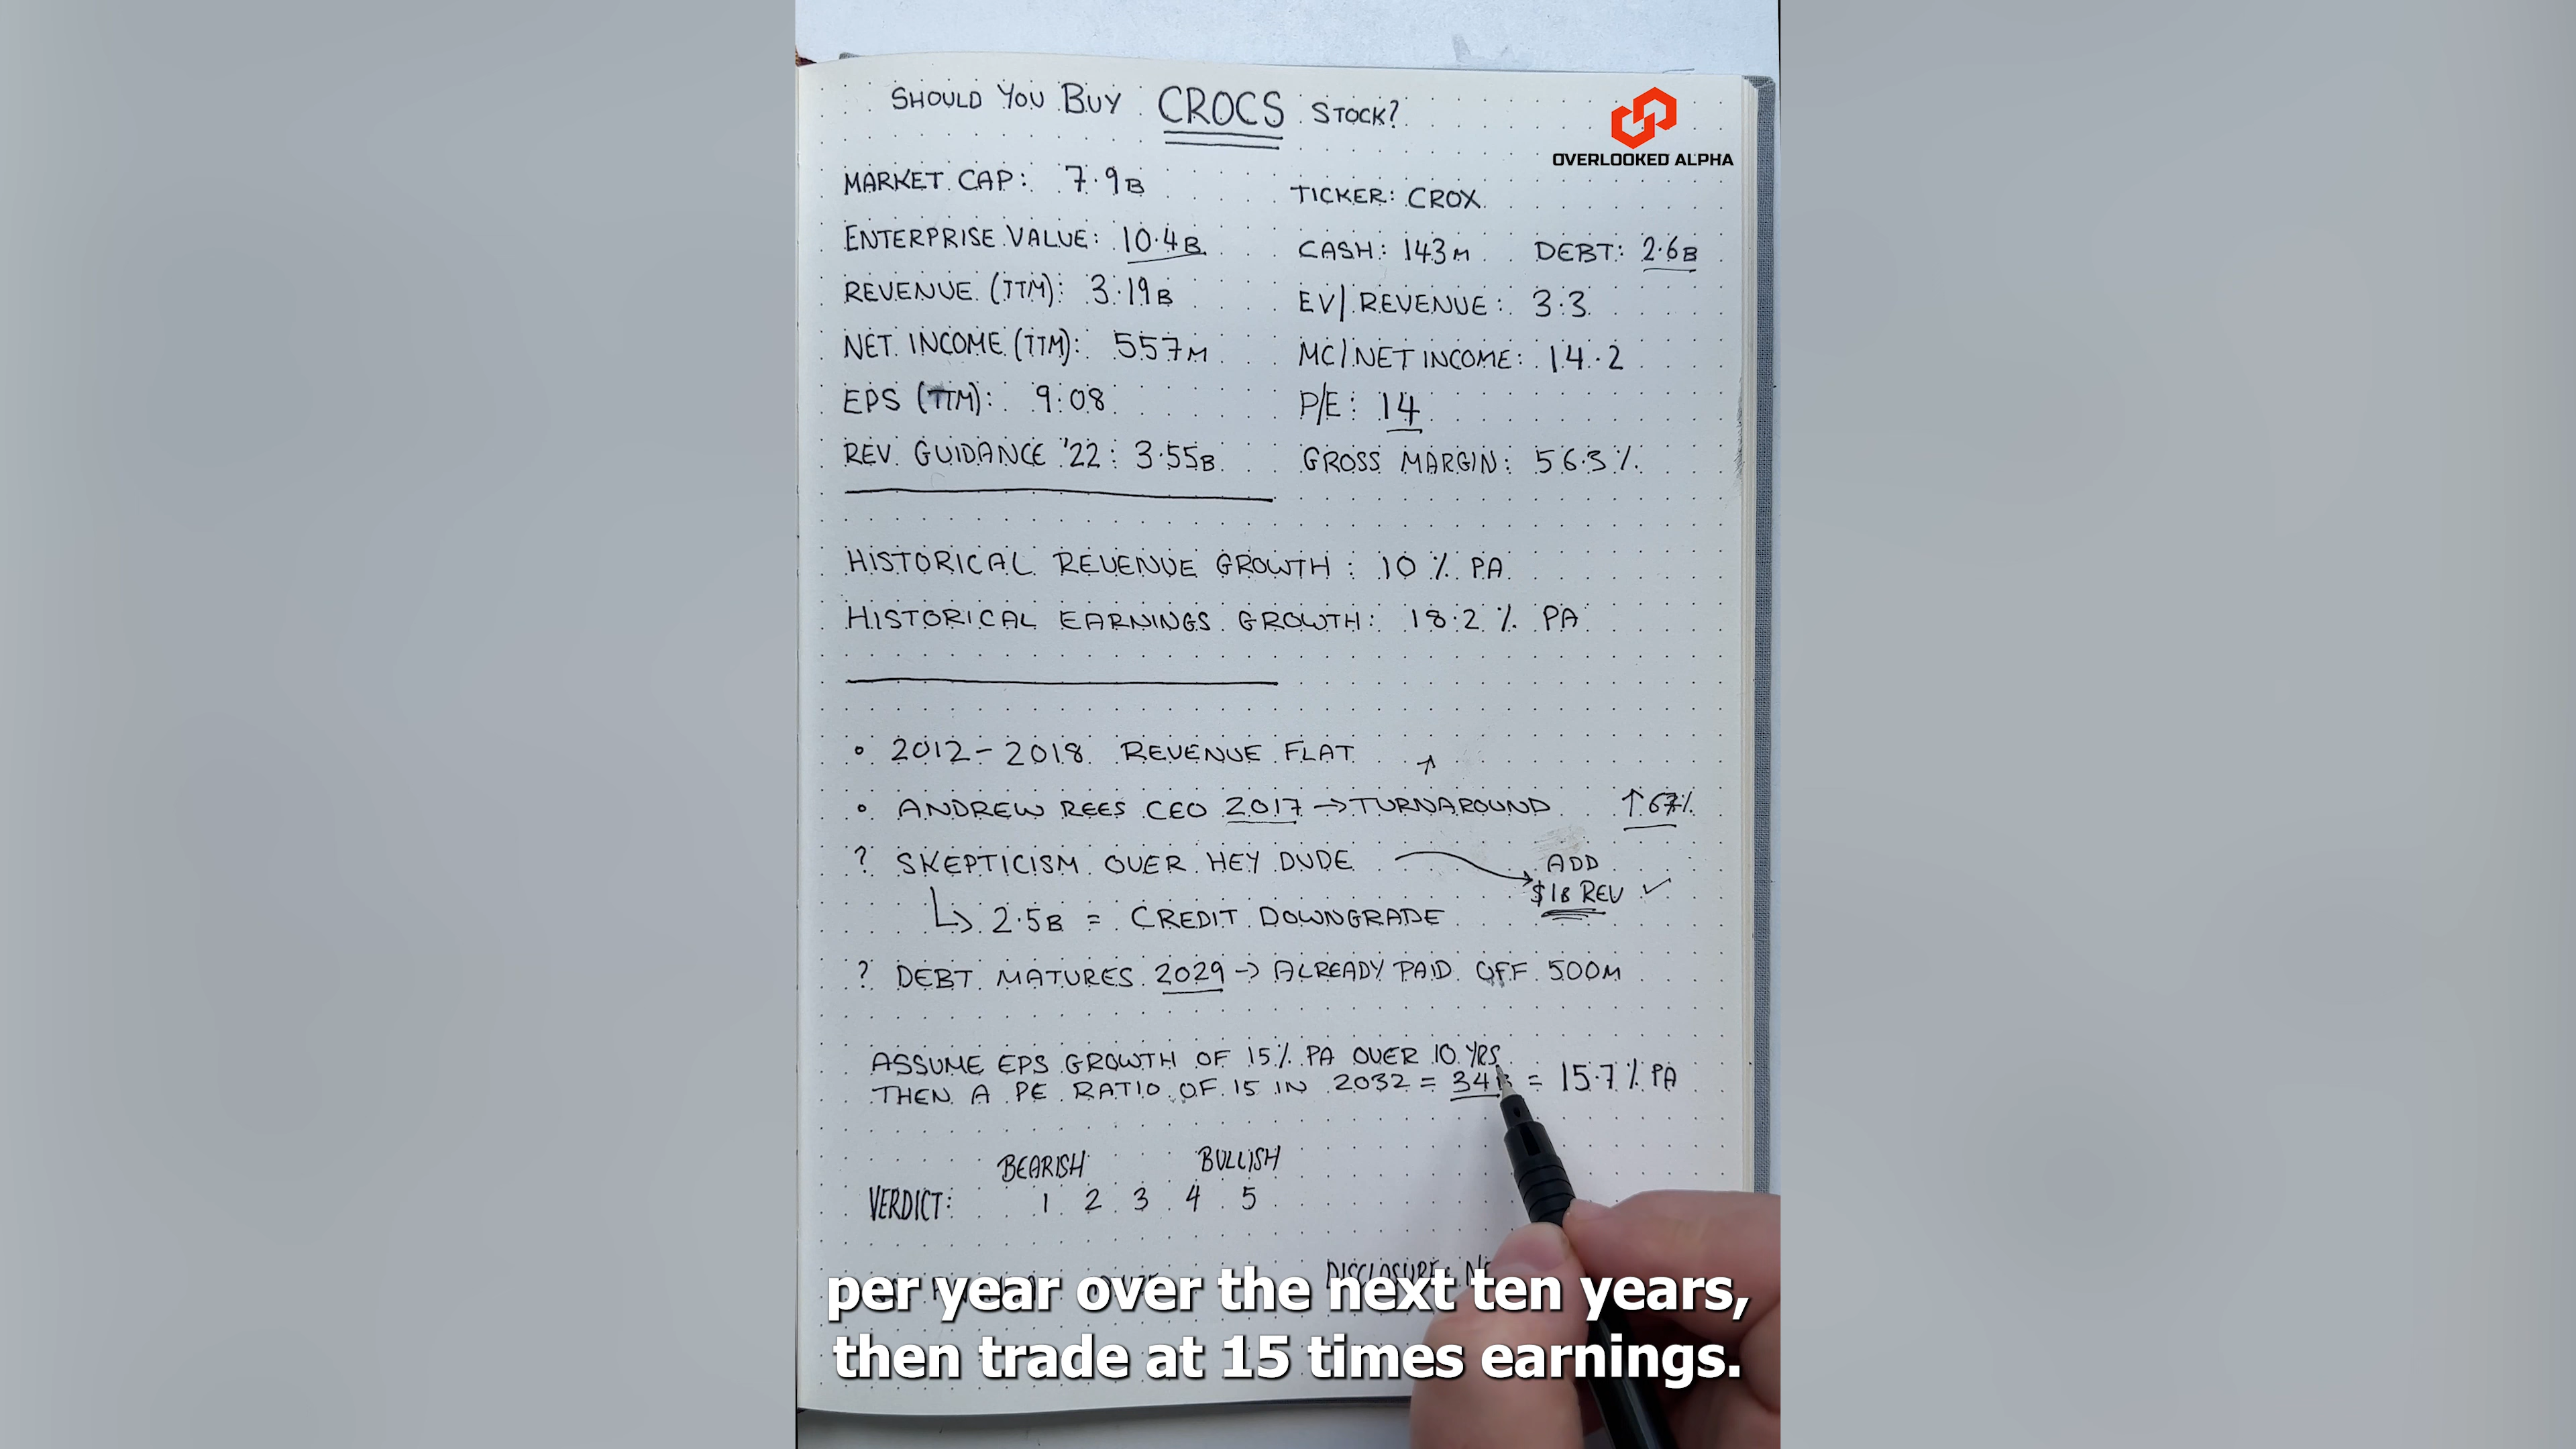 SHOULD YOU BUY CROCS STOCK?
OVERLOOKED ALPHA
MARKET CAP: 7.9B
TICKER: CROX
ENTERPRISE VALUE: 10.4B
CASH: 143M DEBT: 2.6B
REVENUE (TTM): 3.19B
EV/REVENUE: 3.3
NET INCOME (TTM): 557M
MC/NET INCOME: 14.2
EPS (TTM): 9.08
P/E: 14
REV. GUIDANCE '22: 3.55B
GROSS MARGIN: 56.3%
HISTORICAL REVENUE GROWTH: 10% PA
HISTORICAL EARNINGS GROWTH: 18.2% PA
• 2012-2018 REVENUE FLAT ↑
• ANDREW REES CEO 2017 → TURNAROUND ↑67%
? SKEPTICISM OVER HEY DUDE → ADD
$1B REV ✓
↳ 2.5B = CREDIT DOWNGRADE
? DEBT MATURES 2029 → ALREADY PAID OFF 500M
ASSUME EPS GROWTH OF 15% PA OVER 10 YRS
THEN A PE RATIO OF 15 IN 2032 = 34B = 15.7% PA
BEARISH BULLISH
VERDICT: 1 2 3 4 5
DISCLOSURE:
per year over the next ten years,
then trade at 15 times earnings.